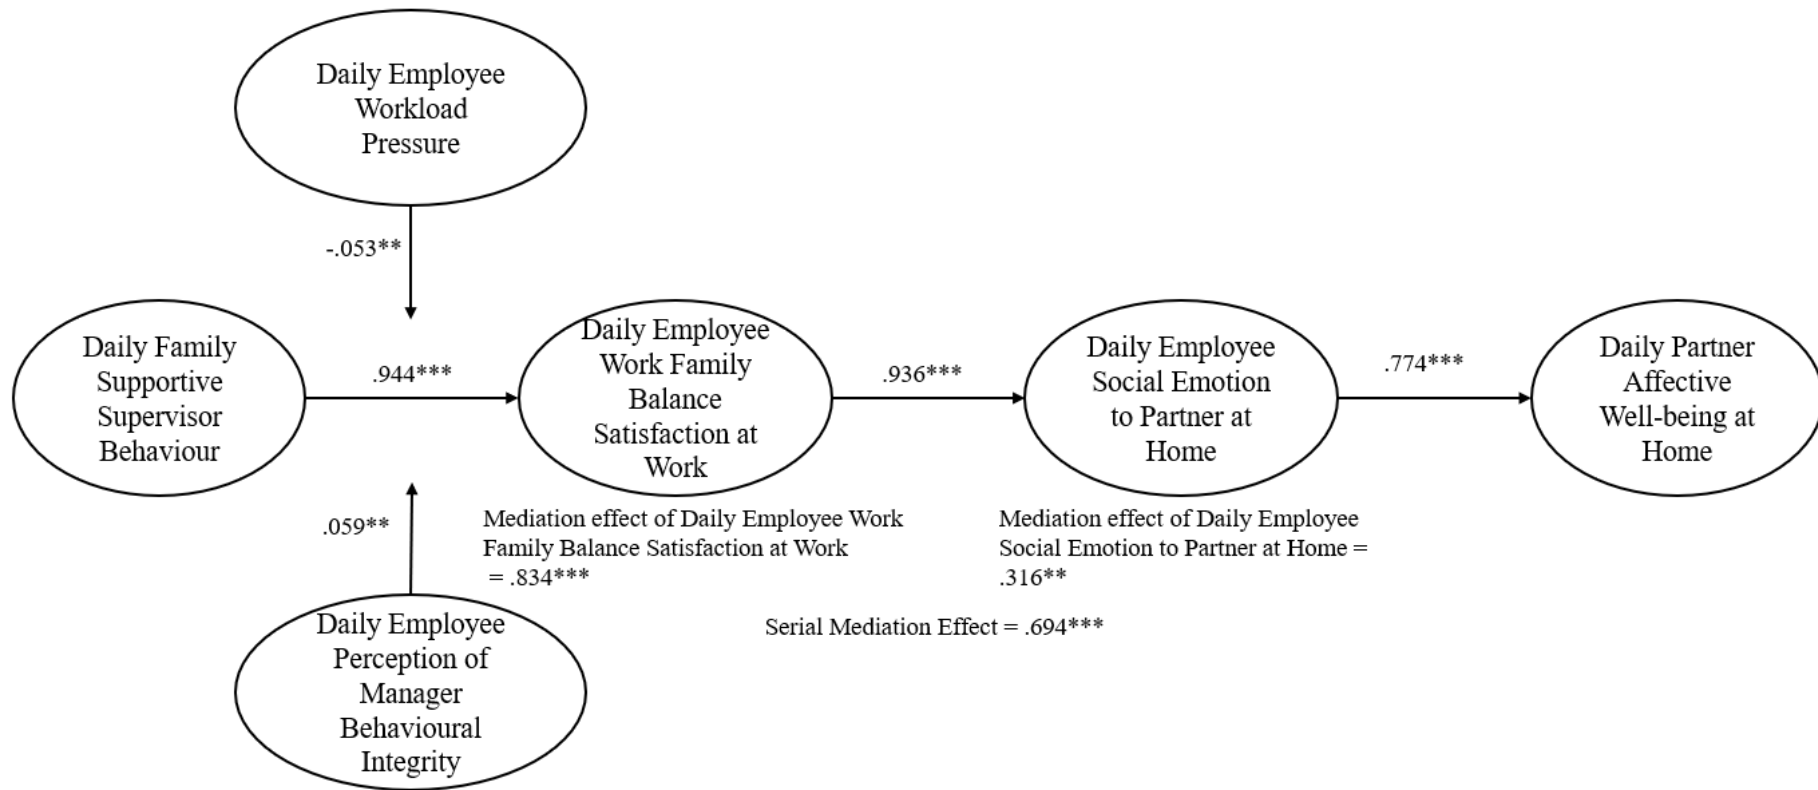 Daily Employee
Workload
Pressure
-.053**
Daily Family
Supportive
Supervisor
Behaviour
.944***
Daily Employee
Work Family
Balance
Satisfaction at
Work
.936***
Daily Employee
Social Emotion
to Partner at
Home
.774***
Daily Partner
Affective
Well-being at
Home
.059**
Mediation effect of Daily Employee Work
Family Balance Satisfaction at Work
= .834***
Mediation effect of Daily Employee
Social Emotion to Partner at Home =
.316**
Serial Mediation Effect = .694***
Daily Employee
Perception of
Manager
Behavioural
Integrity